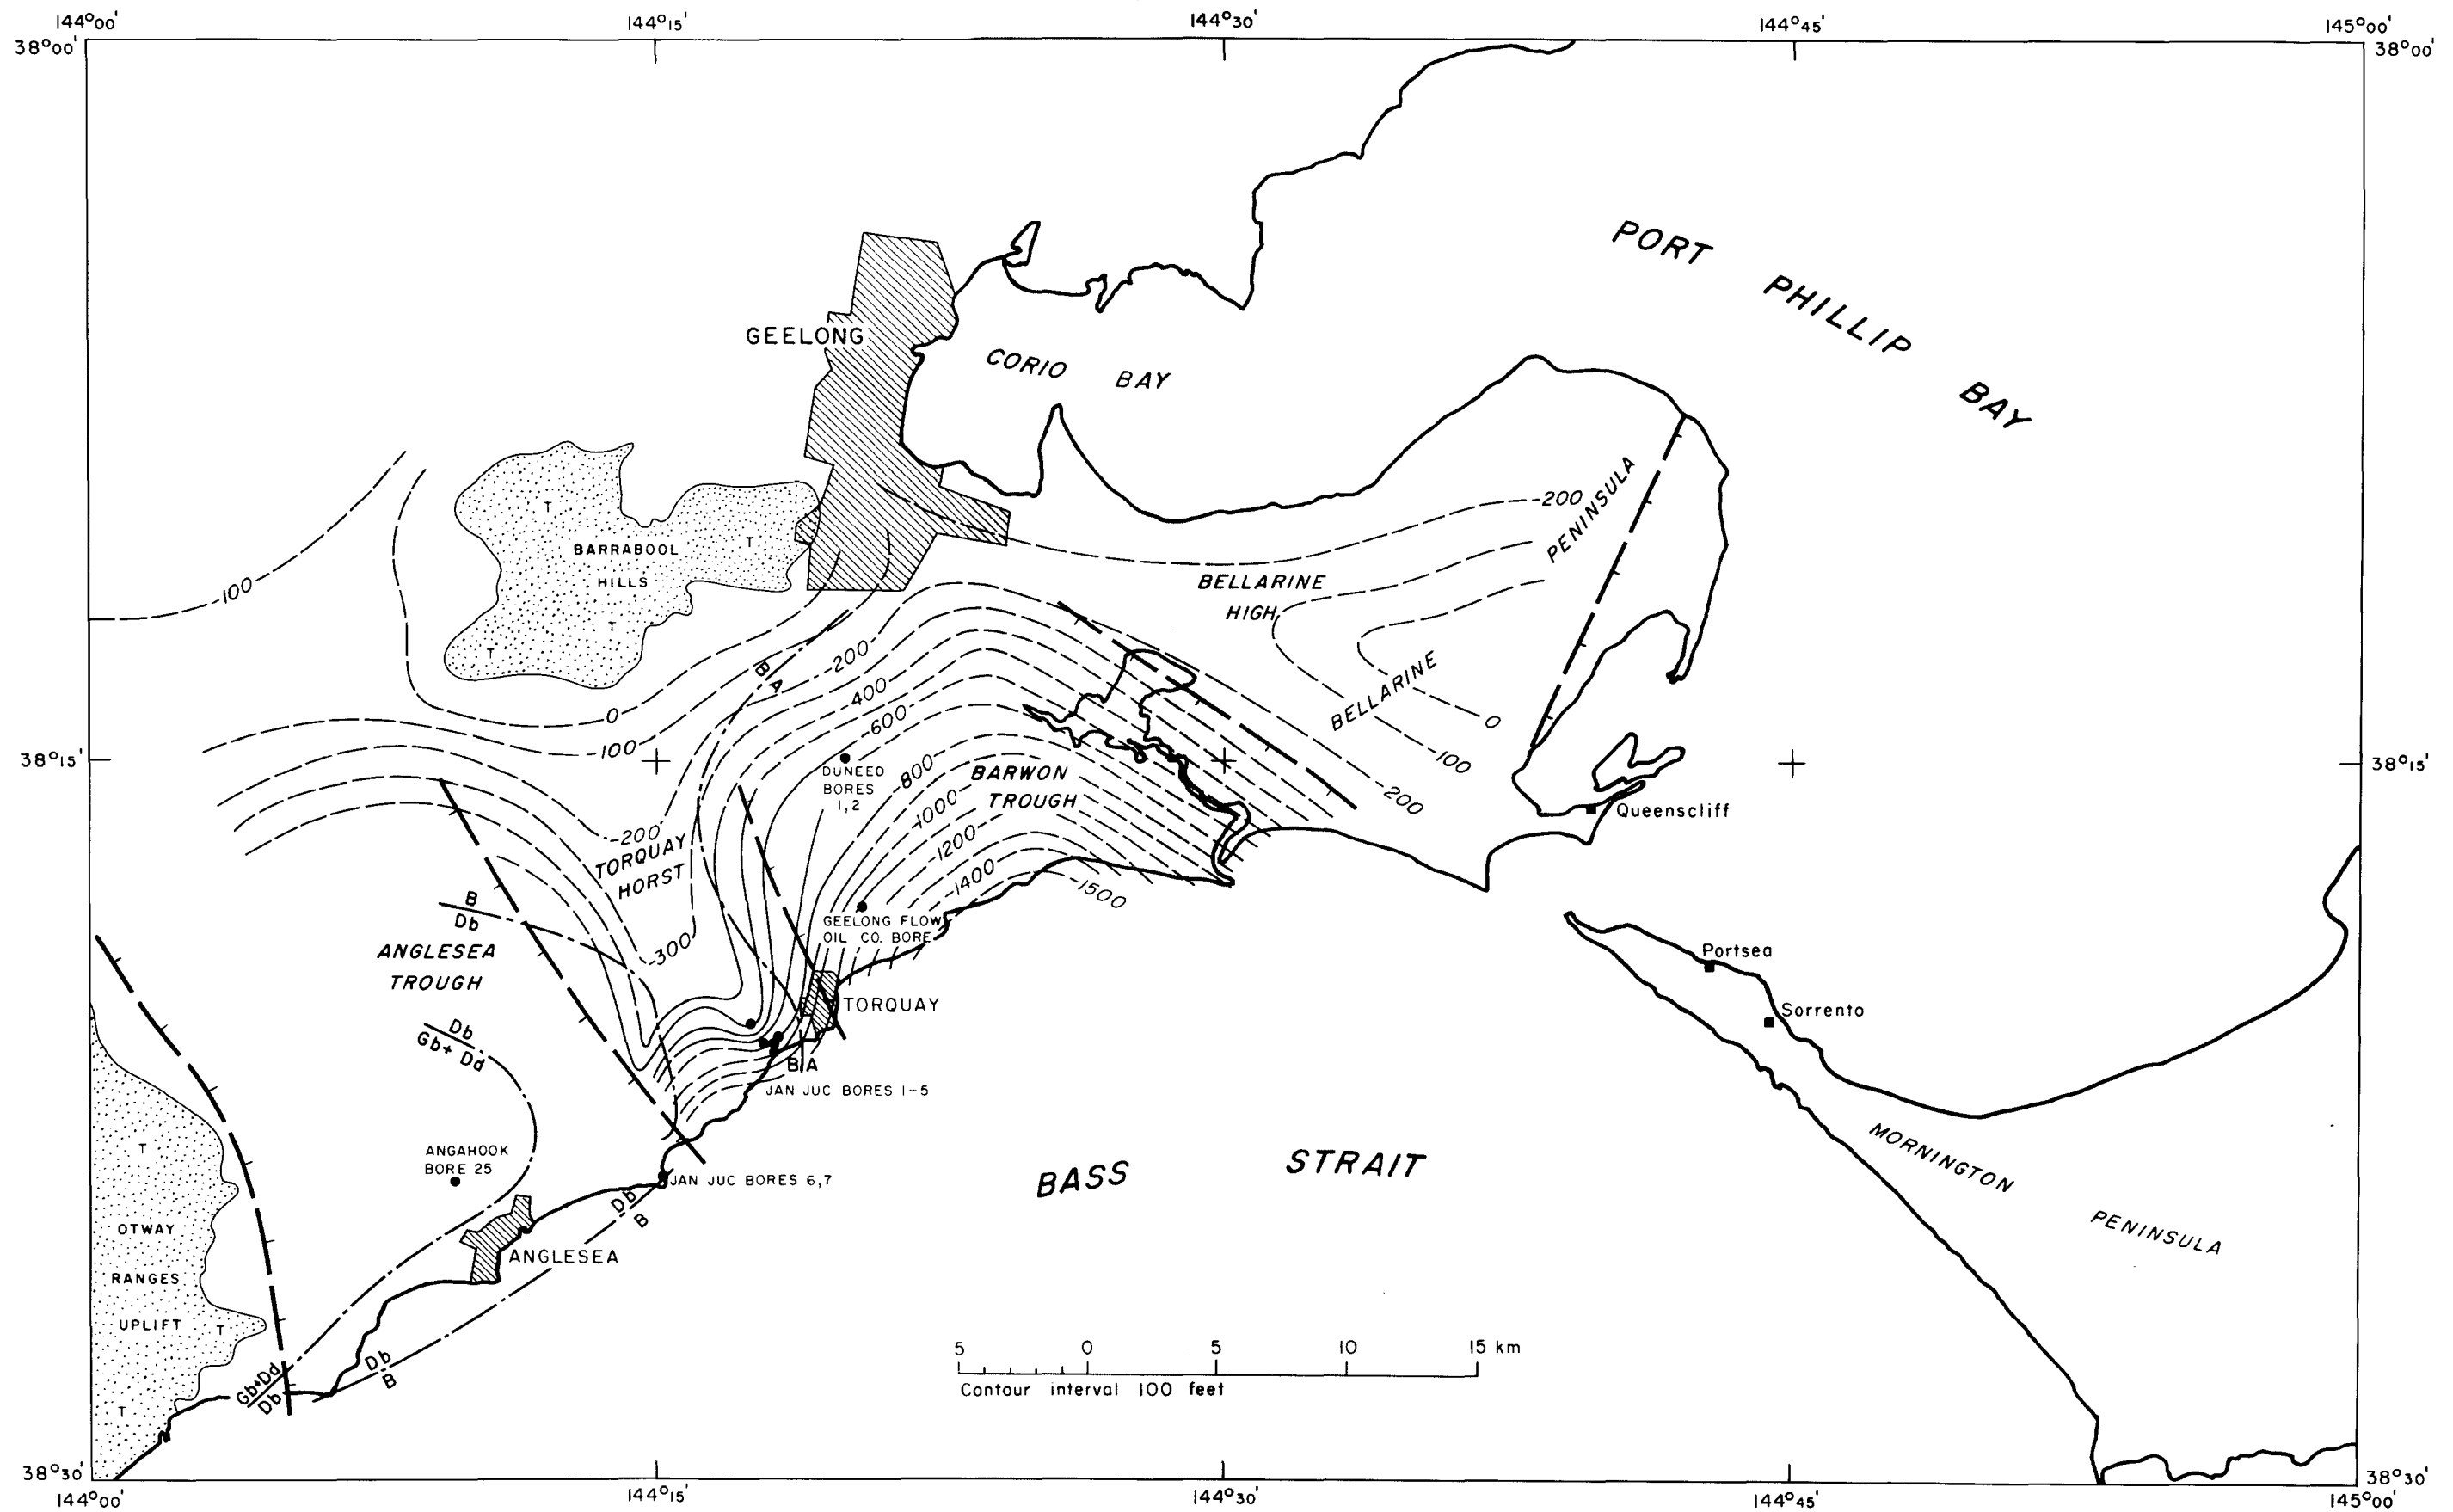 144°00' 144°15' 144°30' 144°45' 145°00'
38°00' 38°00'
PORT PHILLIP BAY
GEELONG
CORIO BAY
-200
PENINSULA
BARRABOOL
HILLS
T
T
T
T
-100
BELLARINE
HIGH
BELLARINE
B/A
-200
400
600
0
-100
0
-100
-200
38°15' 38°15'
DUNEED
BORES
1,2
-800
BARWON
TROUGH
-1000
-1200
-1400
-1500
Queenscliff
-200
TORQUAY
HORST
B
Db
GEELONG FLOW
OIL CO. BORE
-300
ANGLESEA
TROUGH
Portsea
TORQUAY
Sorrento
Db
Gb+ Dd
B/A
JAN JUC BORES 1-5
T
ANGAHOOK
BORE 25
JAN JUC BORES 6,7
Db
B
BASS STRAIT
MORNINGTON
PENINSULA
OTWAY
RANGES
UPLIFT
T
T
ANGLESEA
Db
B
Gb+Dd
Db
5 0 5 10 15 km
Contour interval 100 feet
38°30' 38°30'
144°00' 144°15' 144°30' 144°45' 145°00'